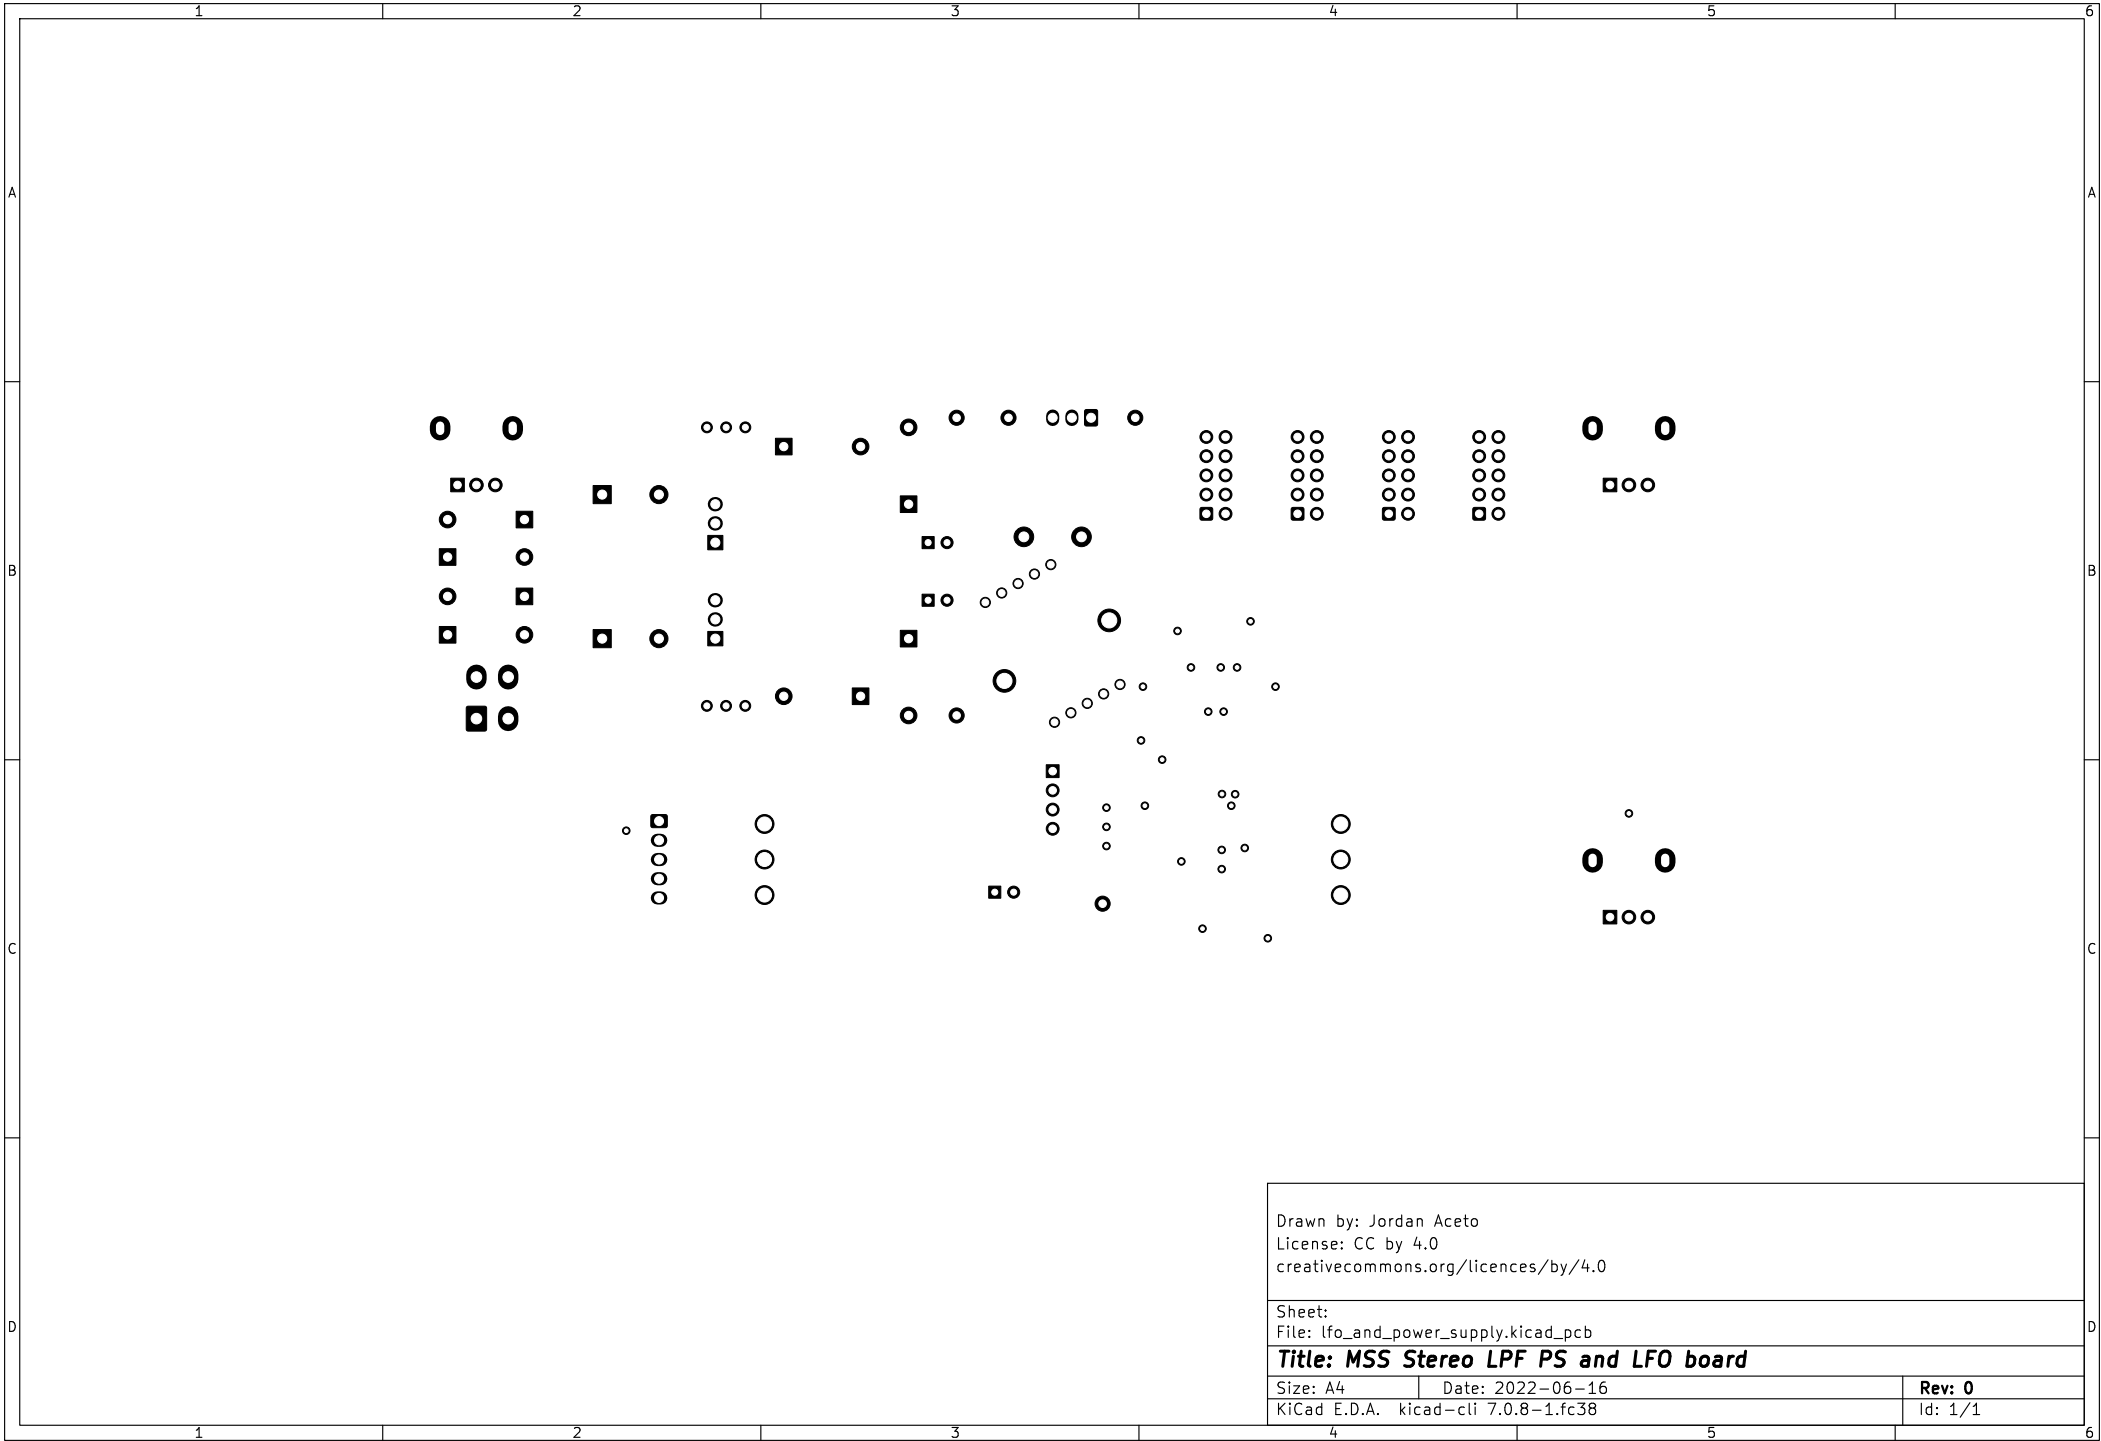 1 2 3 4 5 6
A A
B B
C C
D D
Drawn by: Jordan Aceto
License: CC by 4.0
creativecommons.org/licences/by/4.0
Sheet:
File: lfo_and_power_supply.kicad_pcb
Title: MSS Stereo LPF PS and LFO board
Size: A4 Date: 2022-06-16 Rev: 0
KiCad E.D.A. kicad-cli 7.0.8-1.fc38 Id: 1/1
1 2 3 4 5 6